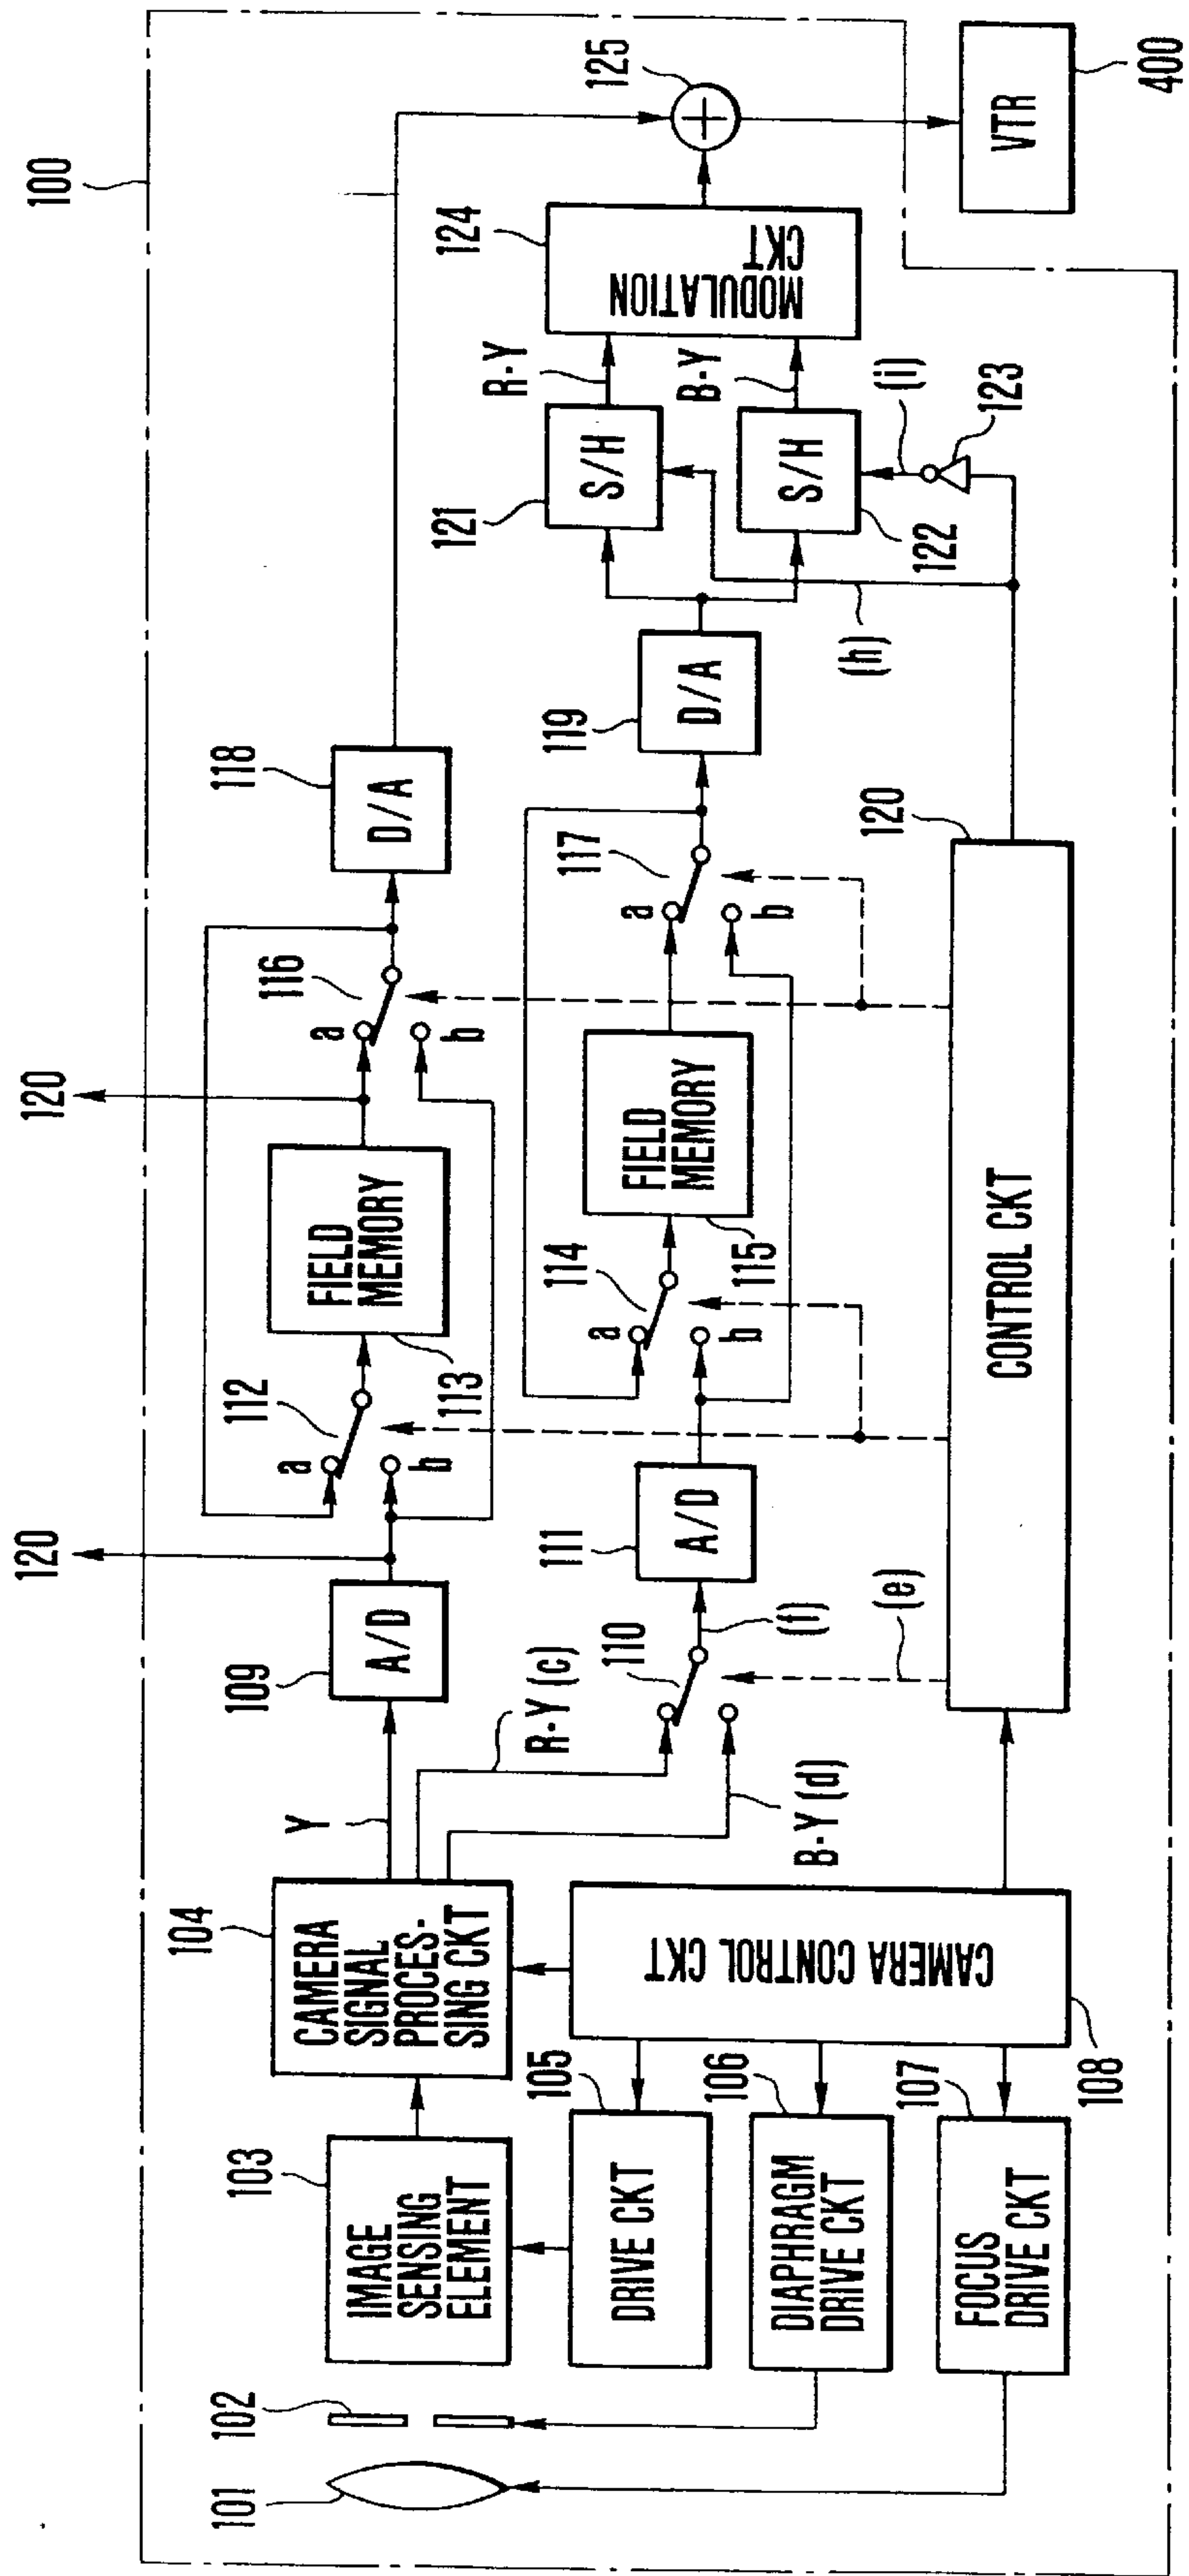 100
120
120
101
102
103
IMAGE
SENSING
ELEMENT
104
CAMERA
SIGNAL
PROCES-
SING CKT
105
DRIVE CKT
106
DIAPHRAGM
DRIVE CKT
107
FOCUS
DRIVE CKT
108
CAMERA CONTROL CKT
Y
R-Y (c)
B-Y (d)
109
A/D
110
(f)
(e)
111
A/D
112
a
b
113
FIELD
MEMORY
114
a
b
115
FIELD
MEMORY
116
a
b
117
a
b
118
D/A
119
D/A
120
CONTROL CKT
(h)
121
S/H
122
S/H
123
(i)
R-Y
B-Y
124
MODULATION
CKT
125
VTR
400